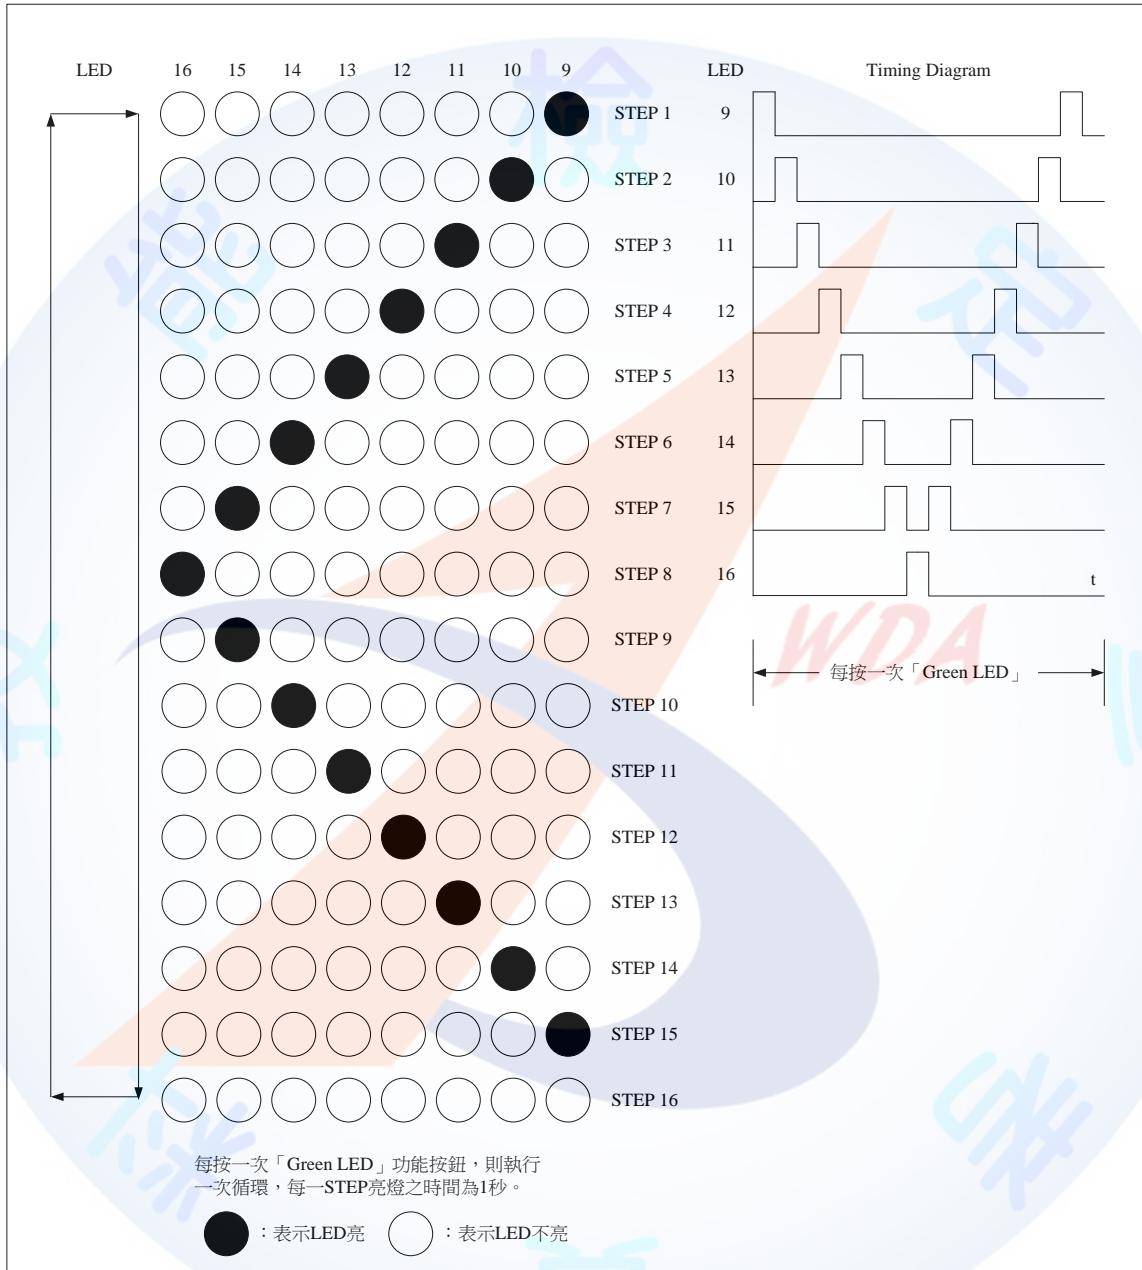 LED 16 15 14 13 12 11 10 9 LED Timing Diagram
STEP 1 9
STEP 2 10
STEP 3 11
STEP 4 12
STEP 5 13
STEP 6 14
STEP 7 15
STEP 8 16 t
STEP 9
每按一次「Green LED」
STEP 10
STEP 11
STEP 12
STEP 13
STEP 14
STEP 15
STEP 16
每按一次「Green LED」功能按鈕，則執行
一次循環，每一STEP亮燈之時間為1秒。
：表示LED亮 ：表示LED不亮
WDA
檢
能
定